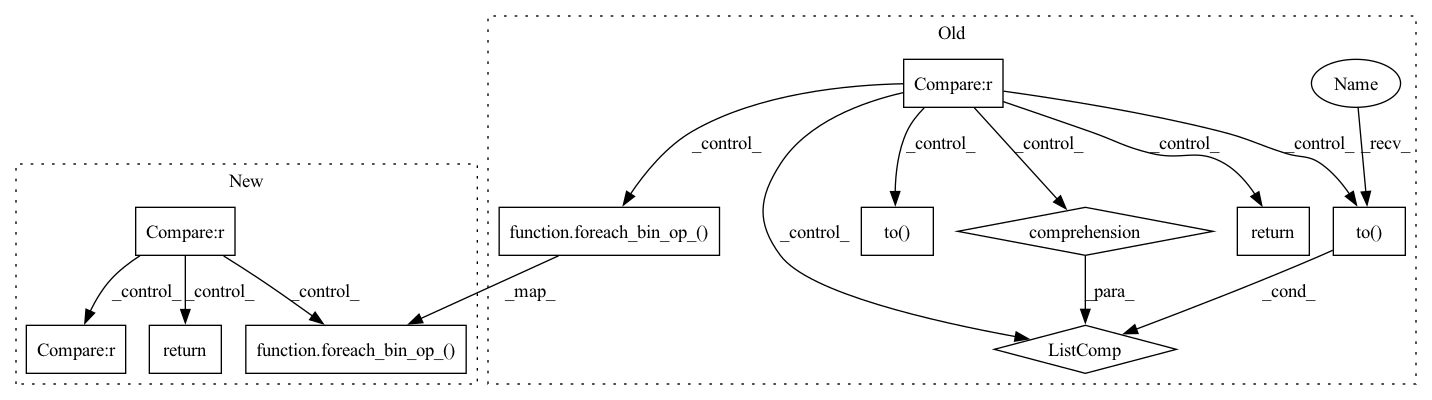 Old
Compare:r
Name
_control_
_control_
_control_
_control_
_control_
_recv_
New
Compare:r
function.foreach_bin_op_()
to()
comprehension
return
to()
_control_
_control_
_control_
_control_
_map_
_para_
_cond_
Compare:r
return
function.foreach_bin_op_()
ListComp